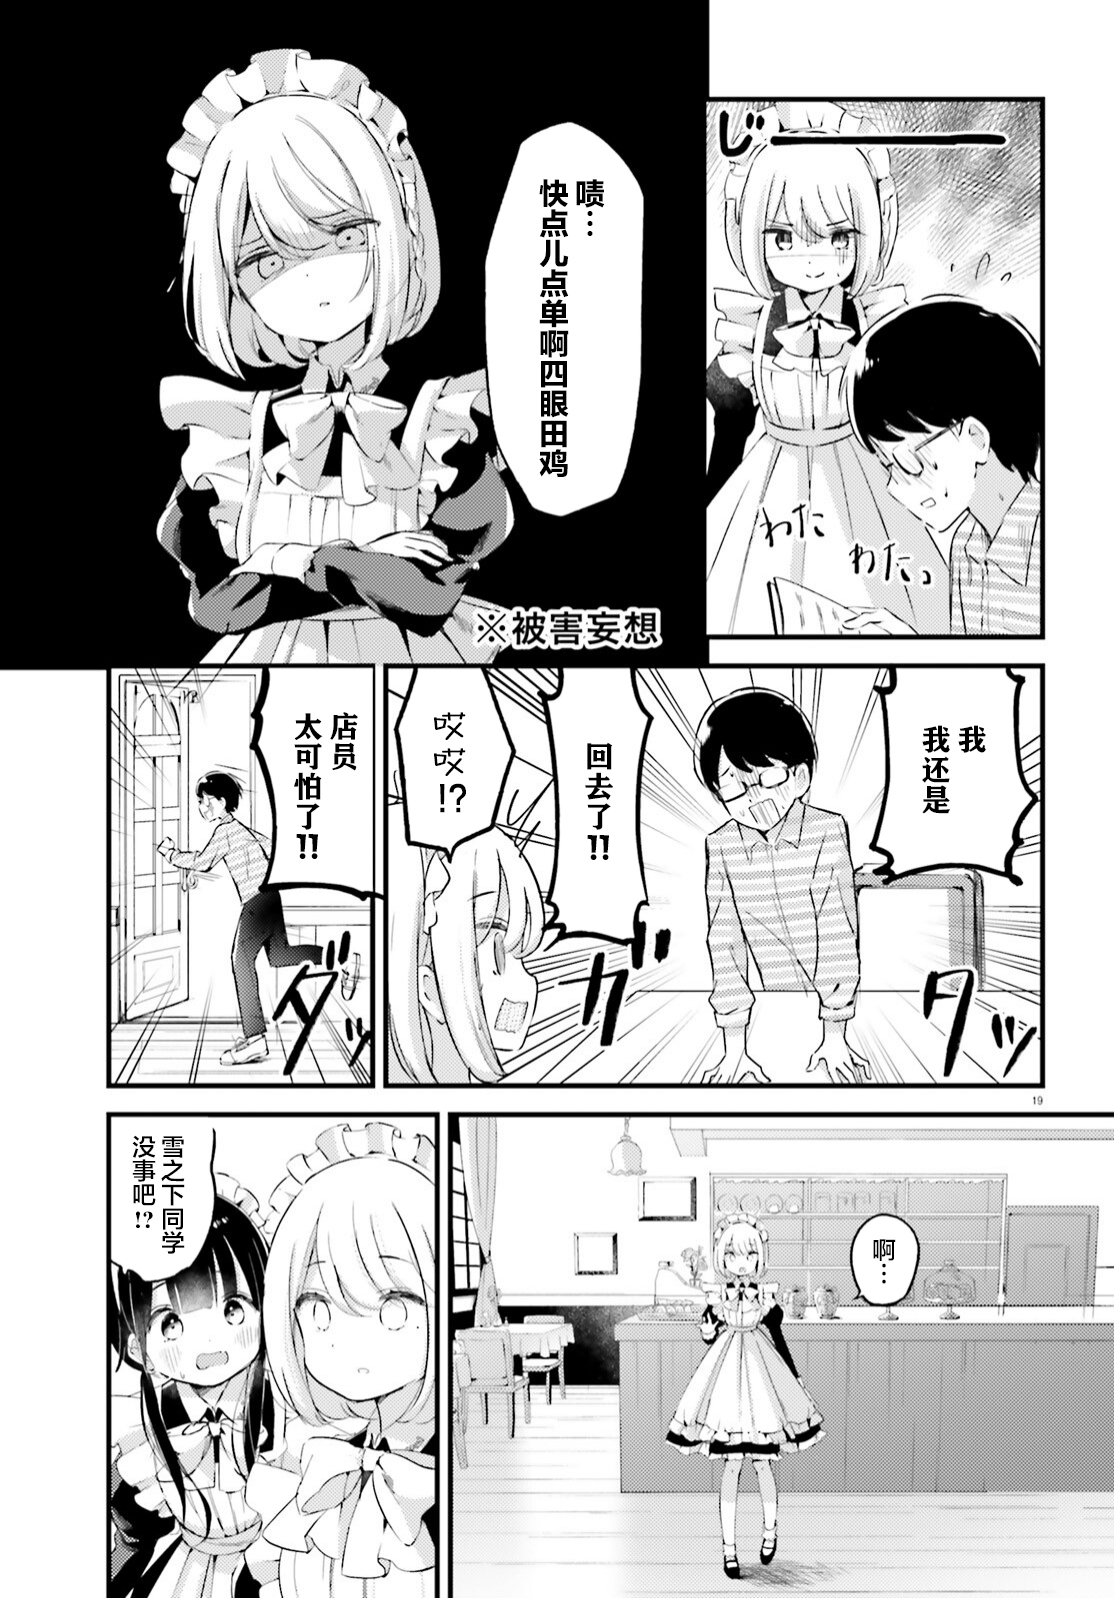 じーーー
わた
わたい
啧…
快点儿点单啊四眼田鸡
※被害妄想
我
我还是
回去了!!
哎
哎!?
ガタッ
店员
太可怕了!!
ダッ
19
啊…
雪之下同学
没事吧!?